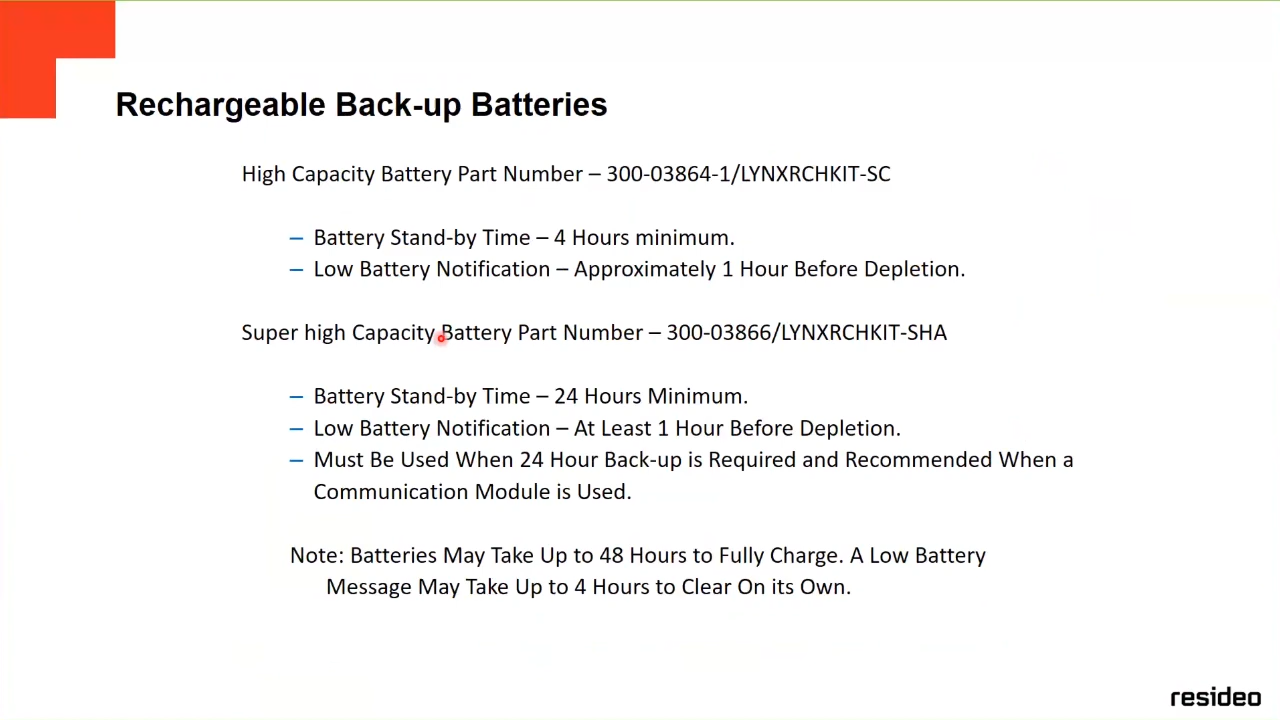 Rechargeable Back-up Batteries
High Capacity Battery Part Number – 300-03864-1/LYNXRCHKIT-SC
– Battery Stand-by Time – 4 Hours minimum.
– Low Battery Notification – Approximately 1 Hour Before Depletion.
Super high Capacity Battery Part Number – 300-03866/LYNXRCHKIT-SHA
– Battery Stand-by Time – 24 Hours Minimum.
– Low Battery Notification – At Least 1 Hour Before Depletion.
– Must Be Used When 24 Hour Back-up is Required and Recommended When a
Communication Module is Used.
Note: Batteries May Take Up to 48 Hours to Fully Charge. A Low Battery
Message May Take Up to 4 Hours to Clear On its Own.
resideo